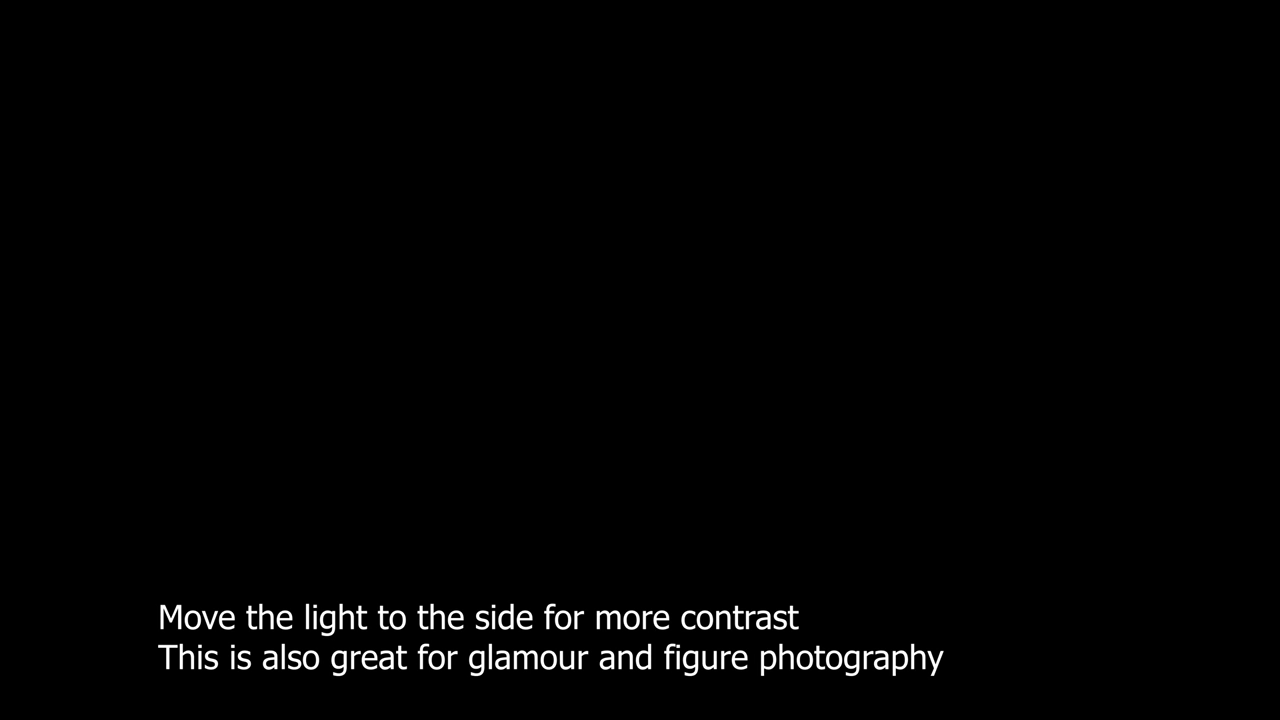 Move the light to the side for more contrast
This is also great for glamour and figure photography